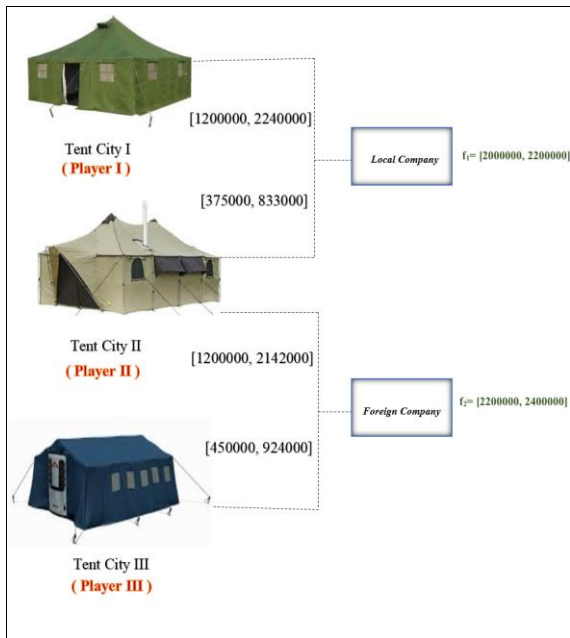 [1200000, 2240000]
Tent City I
( Player I )
Local Company
f₁= [2000000, 2200000]
[375000, 833000]
Tent City II
( Player II )
[1200000, 2142000]
Foreign Company
f₂= [2200000, 2400000]
[450000, 924000]
Tent City III
( Player III )